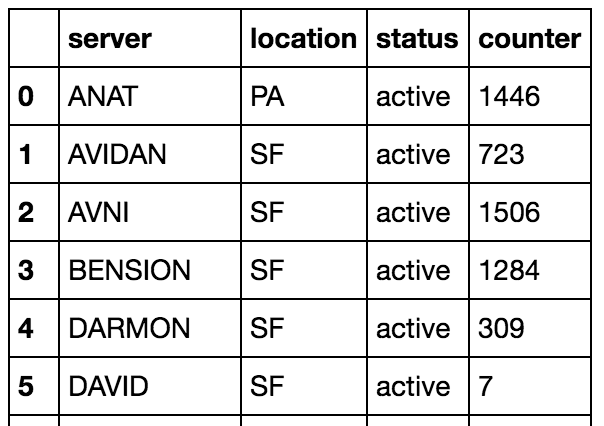 server location status counter
0 ANAT PA active 1446
1 AVIDAN SF active 723
2 AVNI SF active 1506
3 BENSION SF active 1284
4 DARMON SF active 309
5 DAVID SF active 7